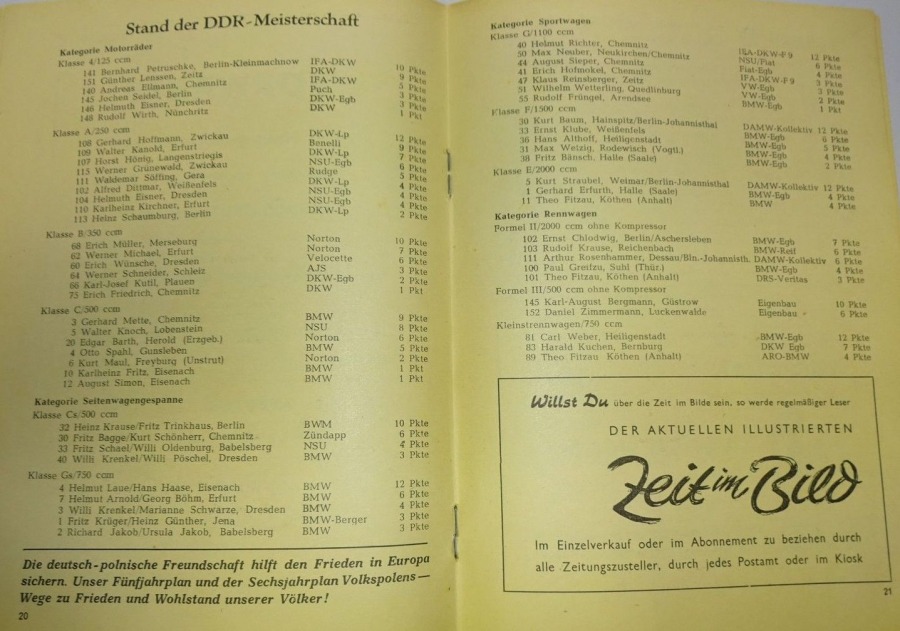 Stand der DDR-Meisterschaft
Kategorie Motorräder
Klasse 4/125 ccm
141 Bernhard Petruschke, Berlin-Kleinmachnow IFA-DKW 10 Pkte
151 Günther Lenssen, Zeitz DKW 9 Pkte
140 Andreas Ellmann, Chemnitz IFA-DKW 5 Pkte
145 Jochen Seidel, Berlin Puch 3 Pkte
146 Helmuth Eisner, Dresden DKW-Egb 3 Pkte
148 Rudolf Wirth, Nünchritz DKW 1 Pkt
Klasse A/250 ccm
108 Gerhard Hoffmann, Zwickau DKW-Lp 12 Pkte
109 Walter Kanold, Erfurt Benelli 9 Pkte
107 Horst Hönig, Langenstriegis DKW-Lp 7 Pkte
115 Werner Grünewald, Zwickau NSU-Egb 6 Pkte
111 Waldemar Söffing, Gera Rudge 5 Pkte
102 Alfred Dittmar, Weißenfels DKW-Lp 4 Pkte
104 Helmuth Eisner, Dresden NSU-Egb 4 Pkte
110 Karlheinz Kirchner, Erfurt NSU-Egb 4 Pkte
113 Heinz Schaumburg, Berlin DKW-Lp 2 Pkte
Klasse B/350 ccm
68 Erich Müller, Merseburg Norton 10 Pkte
62 Werner Michael, Erfurt Norton 7 Pkte
60 Erich Wünsche, Dresden Velocette 6 Pkte
64 Werner Schneider, Schleiz AJS 3 Pkte
66 Karl-Josef Kutil, Plauen DKW-Egb 2 Pkte
75 Erich Friedrich, Chemnitz DKW 1 Pkt
Klasse C/500 ccm
3 Gerhard Mette, Chemnitz BMW 9 Pkte
5 Walter Knoch, Lobenstein NSU 8 Pkte
20 Edgar Barth, Herold (Erzgeb.) Norton 6 Pkte
4 Otto Spahl, Gunsleben BMW 5 Pkte
6 Kurt Maul, Freyburg (Unstrut) Norton 2 Pkte
10 Karlheinz Fritz, Eisenach BMW 1 Pkt
12 August Simon, Eisenach BMW 1 Pkt
Kategorie Seitenwagengespanne
Klasse Cs/500 ccm
32 Heinz Krause/Fritz Trinkhaus, Berlin BWM 10 Pkte
30 Fritz Bagge/Kurt Schönherr, Chemnitz Zündapp 6 Pkte
33 Fritz Schael/Willi Oldenburg, Babelsberg NSU 4 Pkte
40 Willi Krenkel/Willi Pöschel, Dresden BMW 3 Pkte
Klasse Gs/750 ccm
4 Helmut Laue/Hans Haase, Eisenach BMW 12 Pkte
7 Helmut Arnold/Georg Böhm, Erfurt BMW 6 Pkte
3 Willi Krenkel/Marianne Schwarze, Dresden BMW 4 Pkte
1 Fritz Krüger/Heinz Günther, Jena BMW-Berger 3 Pkte
2 Richard Jakob/Ursula Jakob, Babelsberg BMW 3 Pkte
Die deutsch-polnische Freundschaft hilft den Frieden in Europa
sichern. Unser Fünfjahrplan und der Sechsjahrplan Volkspolens —
Wege zu Frieden und Wohlstand unserer Völker!
20
Kategorie Sportwagen
Klasse G/1100 ccm
40 Helmut Richter, Chemnitz IFA-DKW-F 9 12 Pkte
50 Max Neuber, Neukirchen/Chemnitz NSU/Fiat 6 Pkte
44 August Sieper, Chemnitz Fiat-Egb 4 Pkte
41 Erich Hofmokel, Chemnitz IFA-DKW-F 9 3 Pkte
47 Klaus Reinsberger, Zeitz VW-Egb 3 Pkte
51 Wilhelm Wetterling, Quedlinburg VW-Egb 2 Pkte
55 Rudolf Früngel, Arendsee BMW-Egb 1 Pkt
Klasse F/1500 ccm
30 Kurt Baum, Hainspitz/Berlin-Johannisthal DAMW-Kollektiv 12 Pkte
33 Ernst Klube, Weißenfels BMW-Egb 6 Pkte
36 Hans Althoff, Heiligenstadt BMW-Egb 5 Pkte
31 Max Weizig, Rodewisch (Vogtl.) BMW-Egb 4 Pkte
38 Fritz Bänsch, Halle (Saale) BMW-Egb 2 Pkte
Klasse E/2000 ccm
5 Kurt Straubel, Weimar/Berlin-Johannisthal DAMW-Kollektiv 12 Pkte
1 Gerhard Erfurth, Halle (Saale) BMW-Egb 4 Pkte
11 Theo Fitzau, Köthen (Anhalt) BMW 4 Pkte
Kategorie Rennwagen
Formel II/2000 ccm ohne Kompressor
102 Ernst Chlodwig, Berlin/Aschersleben BMW-Egb 7 Pkte
103 Rudolf Krause, Reichenbach BMW-Reif 6 Pkte
111 Arthur Rosenhammer, Dessau/Bln.-Johannisth. DAMW-Kollektiv 6 Pkte
100 Paul Greifzu, Suhl (Thür.) BMW-Egb 4 Pkte
101 Theo Fitzau, Köthen (Anhalt) DRS-Veritas 3 Pkte
Formel III/500 ccm ohne Kompressor
145 Karl-August Bergmann, Güstrow Eigenbau 10 Pkte
152 Daniel Zimmermann, Luckenwalde Eigenbau 6 Pkte
Kleinstrennwagen/750 ccm
81 Carl Weber, Heiligenstadt BMW-Egb 12 Pkte
83 Harald Kuchen, Bernburg DKW Egb 7 Pkte
89 Theo Fitzau Köthen (Anhalt) ARO-BMW 4 Pkte
Willst Du über die Zeit im Bilde sein, so werde regelmäßiger Leser
DER AKTUELLEN ILLUSTRIERTEN
Zeit im Bild
Im Einzelverkauf oder im Abonnement zu beziehen durch
alle Zeitungszusteller, durch jedes Postamt oder im Kiosk
21